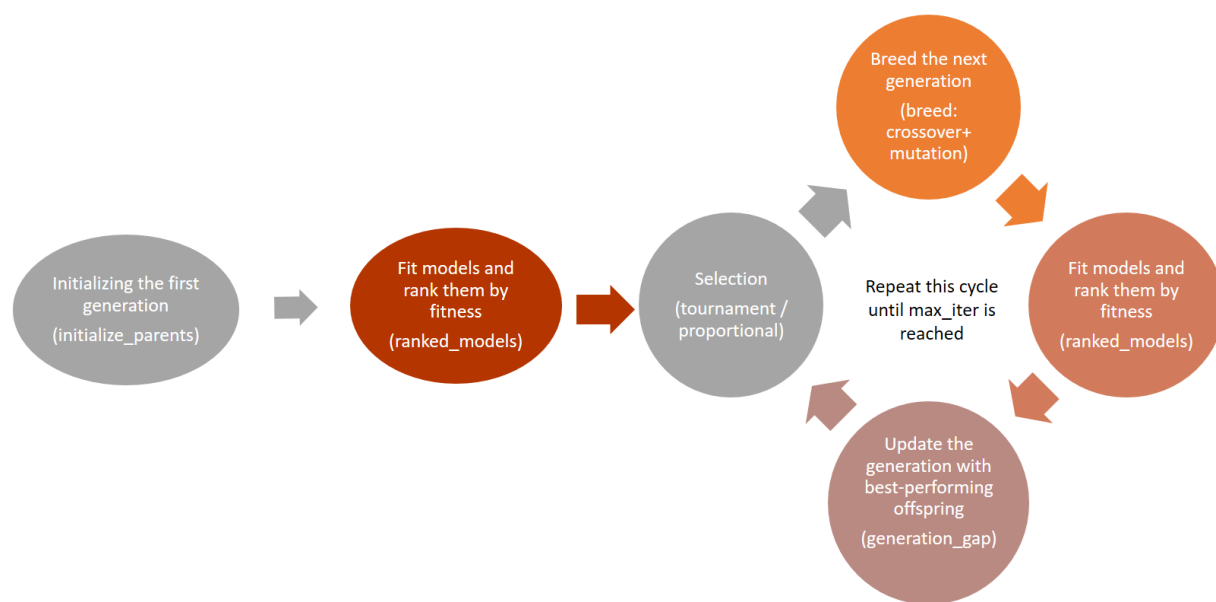 Initializing the first
generation
(initialize_parents)
Fit models and
rank them by
fitness
(ranked_models)
Selection
(tournament /
proportional)
Breed the next
generation
(breed:
crossover+
mutation)
Repeat this cycle
until max_iter is
reached
Fit models and
rank them by
fitness
(ranked_models)
Update the
generation with
best-performing
offspring
(generation_gap)